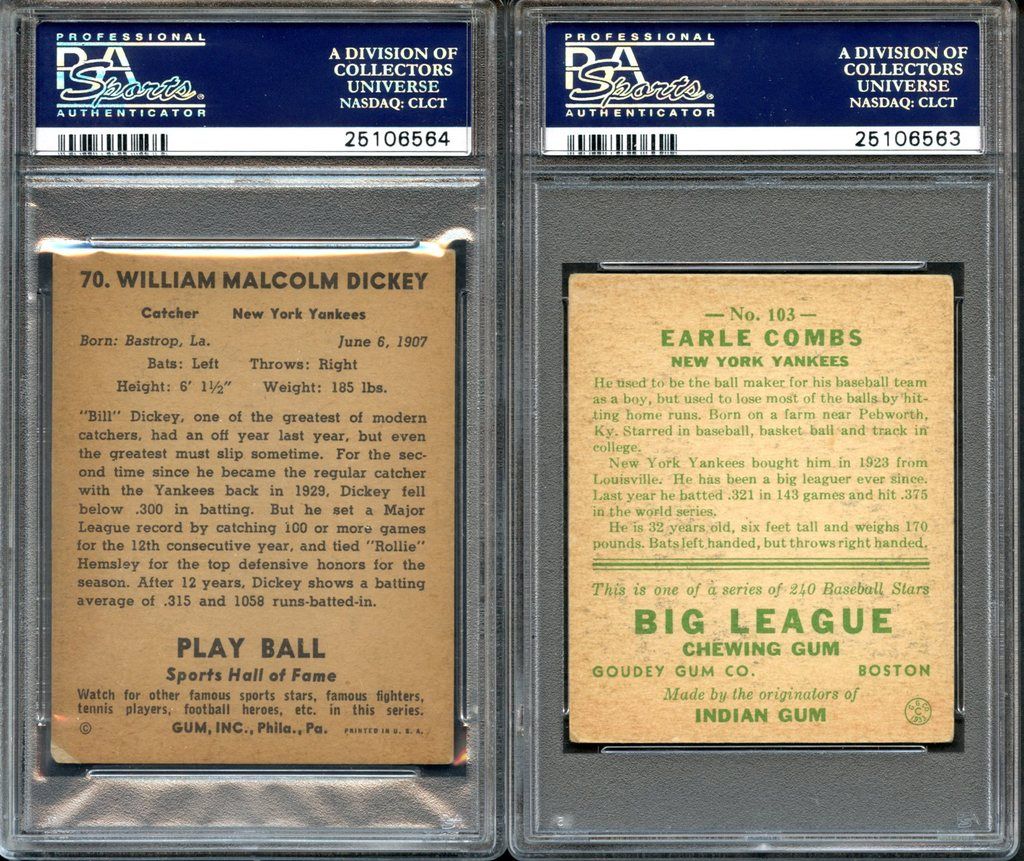 PROFESSIONAL
PSA
Sports®
AUTHENTICATOR
A DIVISION OF
COLLECTORS
UNIVERSE
NASDAQ: CLCT
25106564
70. WILLIAM MALCOLM DICKEY
Catcher New York Yankees
Born: Bastrop, La. June 6, 1907
Bats: Left Throws: Right
Height: 6' 1½" Weight: 185 lbs.
"Bill" Dickey, one of the greatest of modern
catchers, had an off year last year, but even
the greatest must slip sometime. For the sec-
ond time since he became the regular catcher
with the Yankees back in 1929, Dickey fell
below .300 in batting. But he set a Major
League record by catching 100 or more games
for the 12th consecutive year, and tied "Rollie"
Hemsley for the top defensive honors for the
season. After 12 years, Dickey shows a batting
average of .315 and 1058 runs-batted-in.
PLAY BALL
Sports Hall of Fame
Watch for other famous sports stars, famous fighters,
tennis players, football heroes, etc. in this series.
© GUM, INC., Phila., Pa. PRINTED IN U. S. A.
PROFESSIONAL
PSA
Sports®
AUTHENTICATOR
A DIVISION OF
COLLECTORS
UNIVERSE
NASDAQ: CLCT
25106563
— No. 103 —
EARLE COMBS
NEW YORK YANKEES
He used to be the ball maker for his baseball team
as a boy, but used to lose most of the balls by hit-
ting home runs. Born on a farm near Pebworth,
Ky. Starred in baseball, basket ball and track in
college.
New York Yankees bought him in 1923 from
Louisville. He has been a big leaguer ever since.
Last year he batted .321 in 143 games and hit .375
in the world series.
He is 32 years old, six feet tall and weighs 170
pounds. Bats left handed, but throws right handed.
This is one of a series of 240 Baseball Stars
BIG LEAGUE
CHEWING GUM
GOUDEY GUM CO. BOSTON
Made by the originators of
INDIAN GUM